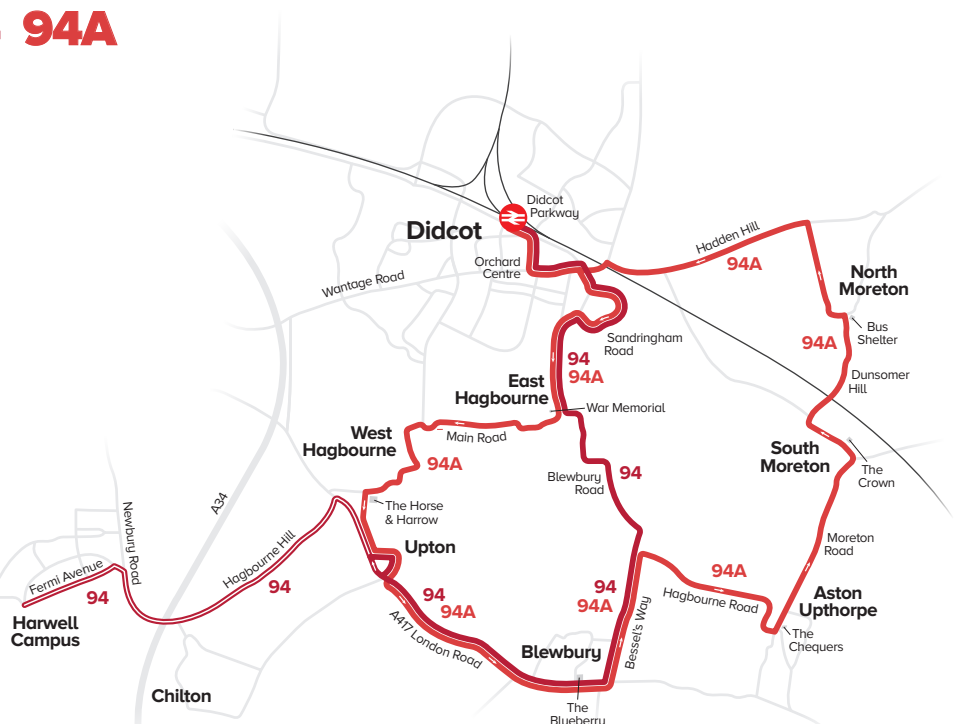 94A
Didcot
Parkway
Didcot
Orchard
Centre
Hadden Hill
94A
Wantage Road
North
Moreton
Bus
Shelter
94A
Sandringham
Road
94
94A
Dunsomer
Hill
East
Hagbourne
War Memorial
West
Hagbourne
Main Road
94A
South
Moreton
The
Crown
Blewbury
Road
94
A34
The Horse
& Harrow
Newbury Road
Upton
Moreton
Road
Hagbourne Hill
Fermi Avenue
94
94
Harwell
Campus
94
94A
94
94A
94A
Hagbourne Road
Aston
Upthorpe
The
Chequers
A417 London Road
Bessel's Way
Blewbury
Chilton
The
Blueberry